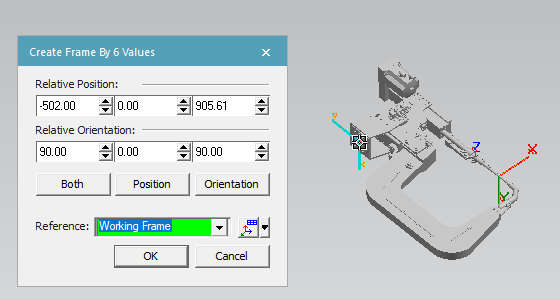 Create Frame By 6 Values
Relative Position:
-502.00 0.00 905.61
Relative Orientation:
90.00 0.00 90.00
Both Position Orientation
Reference: Working Frame
OK Cancel
Y
Z
X
Y